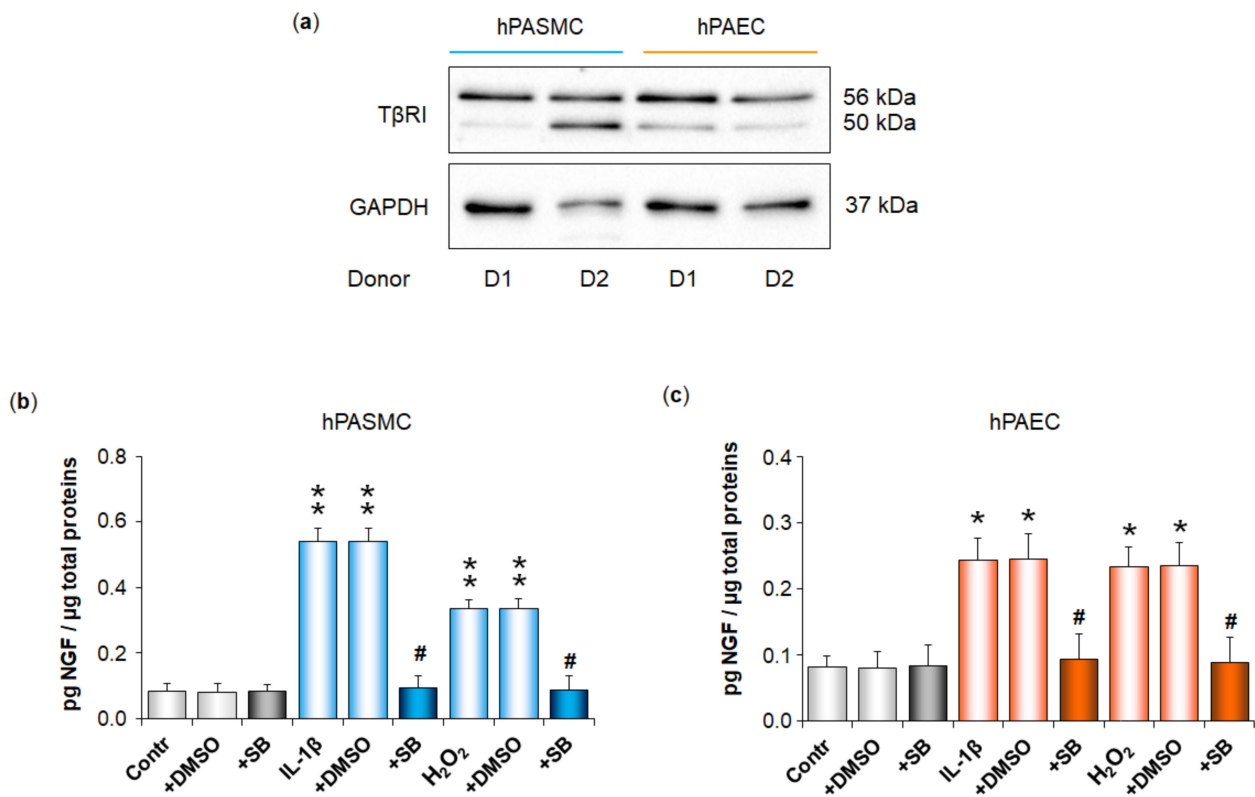 (a)
hPASMC hPAEC
TβRI 56 kDa
50 kDa
GAPDH 37 kDa
Donor D1 D2 D1 D2
(b)
hPASMC
pg NGF / µg total proteins
0.8
0.6
0.4
0.2
0.0
* * * * # * * * * #
Contr +DMSO +SB IL-1β +DMSO +SB H₂O₂ +DMSO +SB
(c)
hPAEC
pg NGF / µg total proteins
0.4
0.3
0.2
0.1
0.0
* * # * * #
Contr +DMSO +SB IL-1β +DMSO +SB H₂O₂ +DMSO +SB